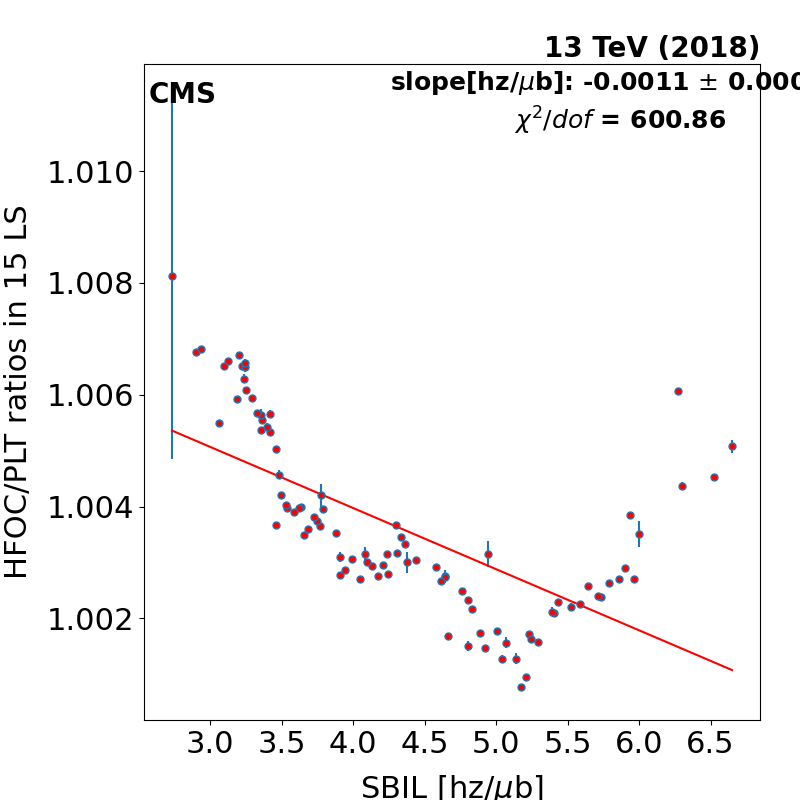 13 TeV (2018)
CMS
slope[hz/μb]: -0.0011 ± 0.000
χ²/dof = 600.86
HFOC/PLT ratios in 15 LS
1.010
1.008
1.006
1.004
1.002
3.0 3.5 4.0 4.5 5.0 5.5 6.0 6.5
SBIL [hz/μb]